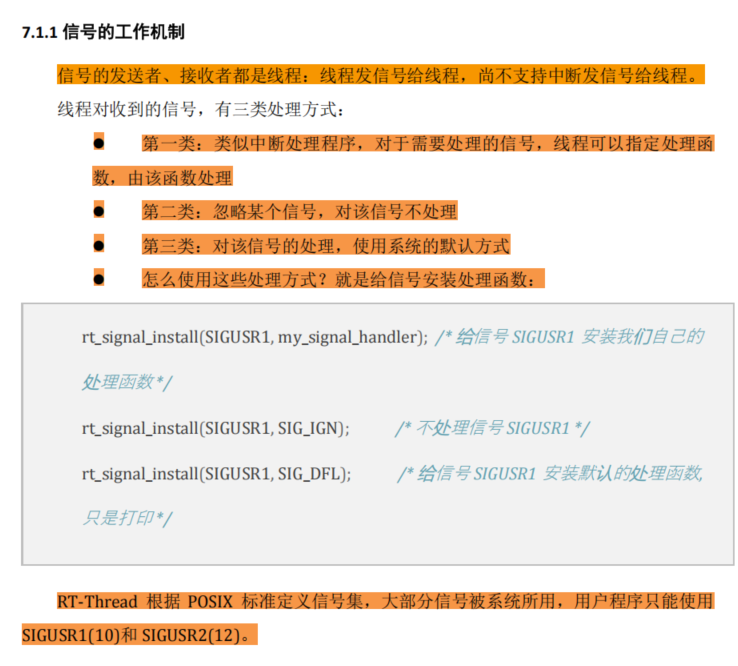 7.1.1 信号的工作机制
信号的发送者、接收者都是线程：线程发信号给线程，尚不支持中断发信号给线程。
线程对收到的信号，有三类处理方式：
● 第一类：类似中断处理程序，对于需要处理的信号，线程可以指定处理函
数，由该函数处理
● 第二类：忽略某个信号，对该信号不处理
● 第三类：对该信号的处理，使用系统的默认方式
● 怎么使用这些处理方式？就是给信号安装处理函数：
rt_signal_install(SIGUSR1, my_signal_handler); /* 给信号 SIGUSR1 安装我们自己的
处理函数*/
rt_signal_install(SIGUSR1, SIG_IGN); /* 不处理信号 SIGUSR1 */
rt_signal_install(SIGUSR1, SIG_DFL); /* 给信号 SIGUSR1 安装默认的处理函数,
只是打印*/
RT-Thread 根据 POSIX 标准定义信号集，大部分信号被系统所用，用户程序只能使用
SIGUSR1(10)和 SIGUSR2(12)。